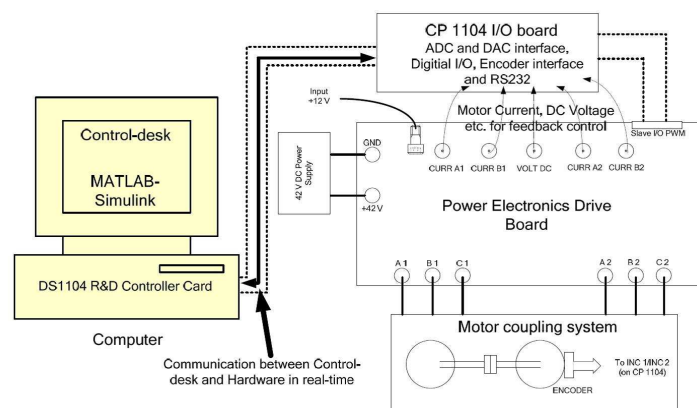 CP 1104 I/O board
ADC and DAC interface,
Digitial I/O, Encoder interface
and RS232
Input
+12 V
Motor Current, DC Voltage
etc. for feedback control
Slave I/O PWM
Control-desk
MATLAB-
Simulink
42 V DC Power
Supply
GND
+42 V
CURR A1
CURR B1
VOLT DC
CURR A2
CURR B2
Power Electronics Drive
Board
DS1104 R&D Controller Card
Computer
A 1
B 1
C 1
A 2
B 2
C 2
Motor coupling system
ENCODER
To INC 1/INC 2
(on CP 1104)
Communication between Control-
desk and Hardware in real-time